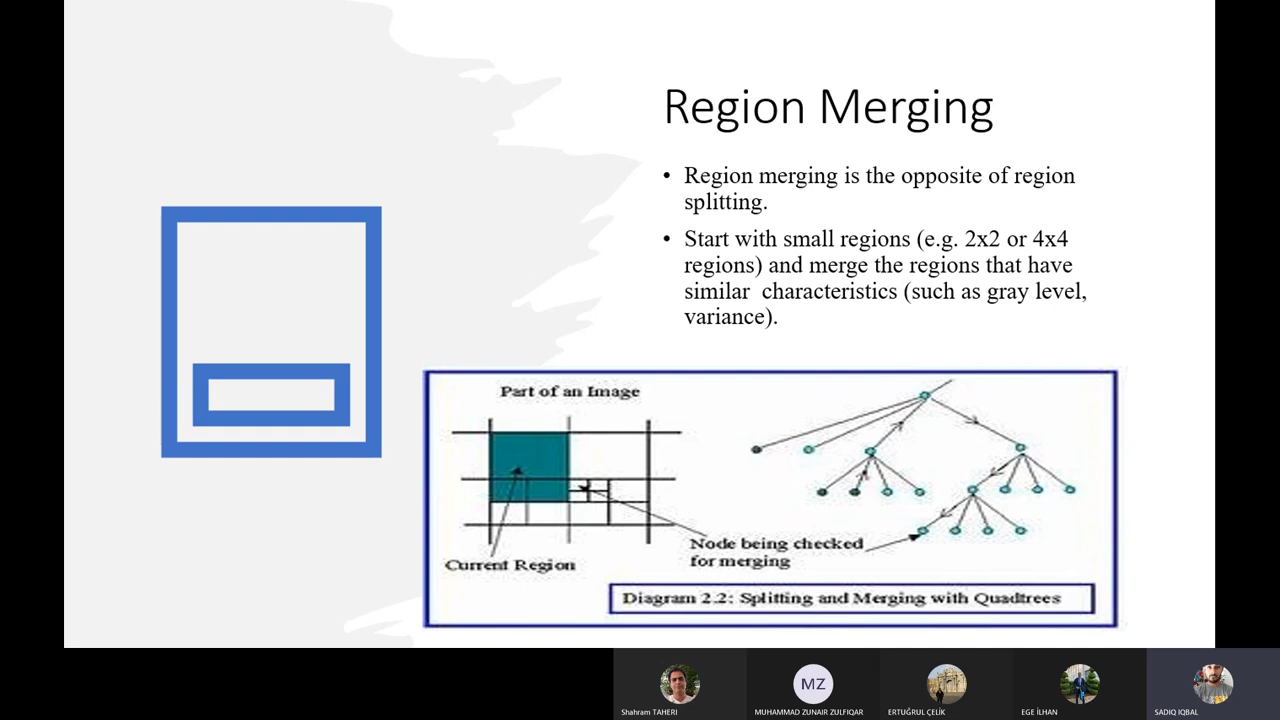 Region Merging
• Region merging is the opposite of region
splitting.
• Start with small regions (e.g. 2x2 or 4x4
regions) and merge the regions that have
similar  characteristics (such as gray level,
variance).
Part of an Image
Current Region
Node being checked
for merging
Diagram 2.2: Splitting and Merging with Quadtrees
MZ
Shahram TAHERI
MUHAMMAD ZUNAIR ZULFIQAR
ERTUĞRUL ÇELİK
EGE İLHAN
SADIQ IQBAL